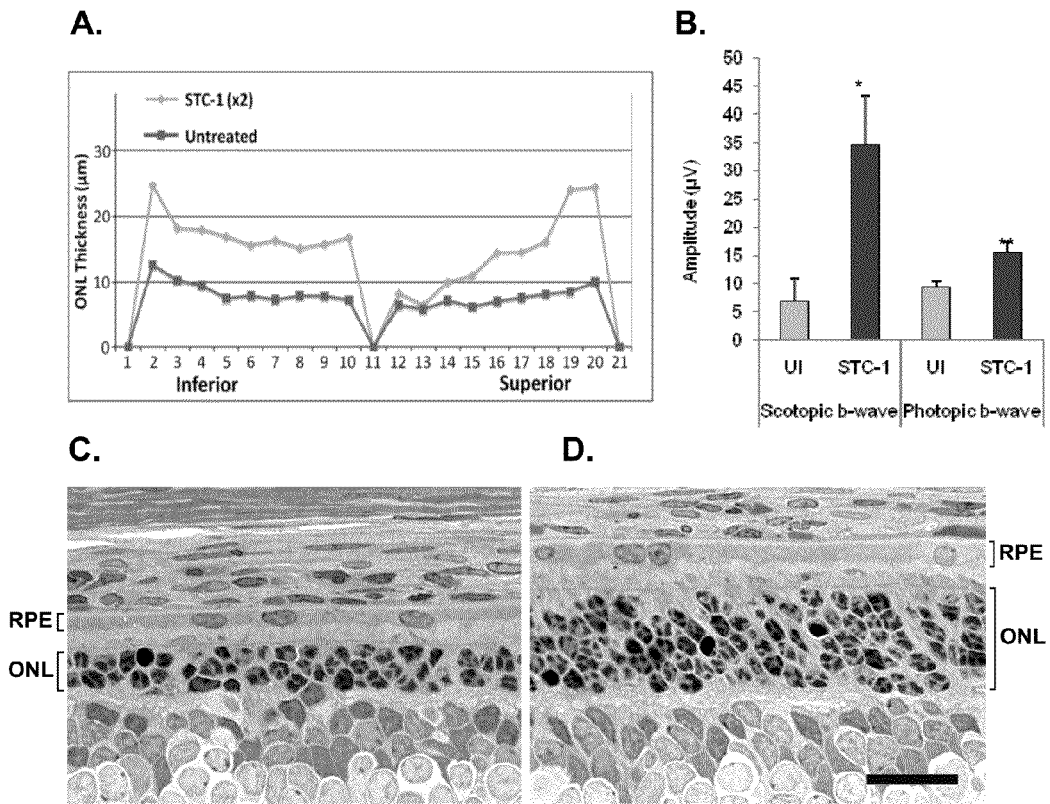 A.
STC-1 (x2)
Untreated
ONL Thickness (µm)
30
20
10
0
1 2 3 4 5 6 7 8 9 10 11 12 13 14 15 16 17 18 19 20 21
Inferior Superior
B.
Amplitude (µV)
50
45
40
35
30
25
20
15
10
5
0
*
**
UI STC-1 UI STC-1
Scotopic b-wave Photopic b-wave
C.
RPE
ONL
D.
RPE
ONL